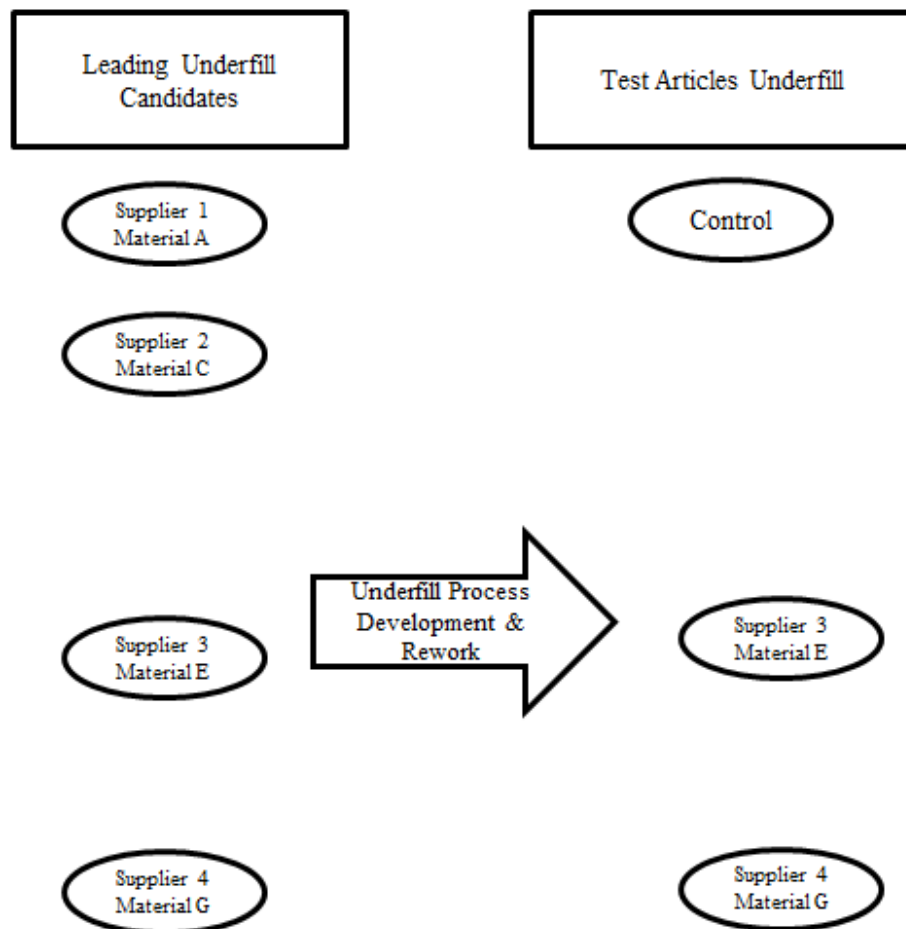 Leading Underfill
Candidates
Test Articles Underfill
Supplier 1
Material A
Control
Supplier 2
Material C
Underfill Process
Development &
Rework
Supplier 3
Material E
Supplier 3
Material E
Supplier 4
Material G
Supplier 4
Material G